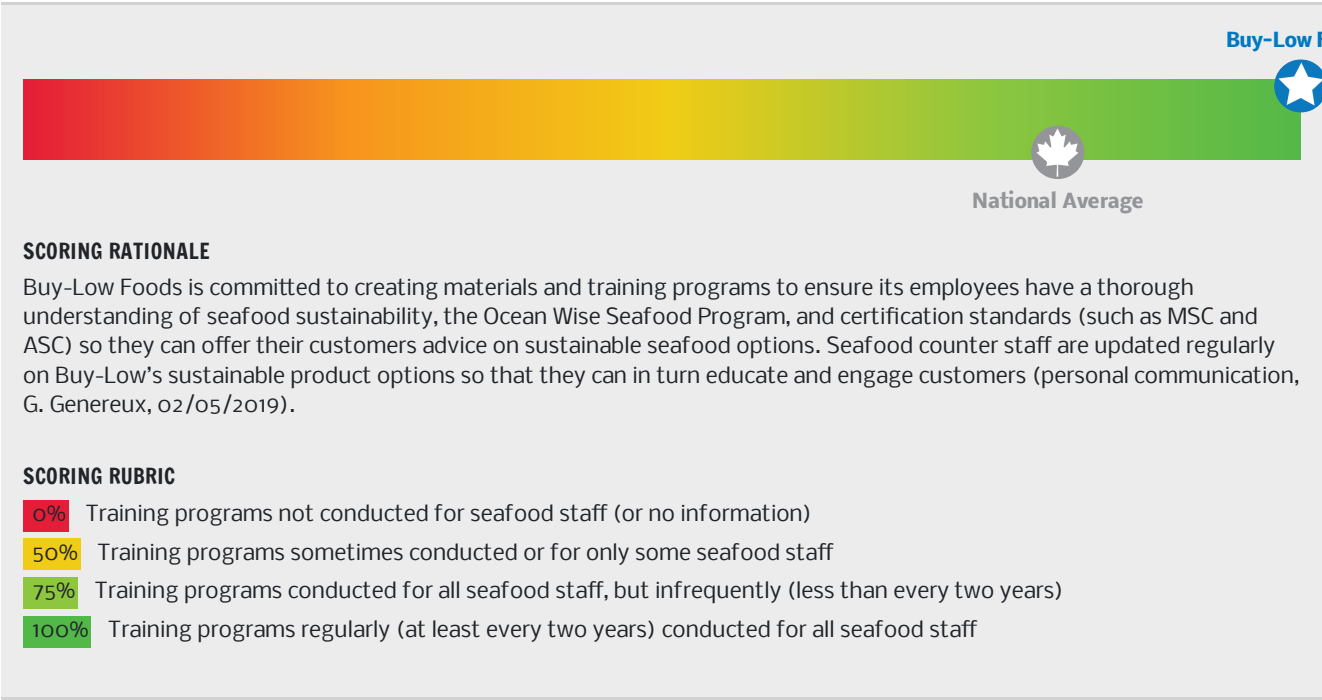 Buy-Low F
National Average
SCORING RATIONALE
Buy-Low Foods is committed to creating materials and training programs to ensure its employees have a thorough
understanding of seafood sustainability, the Ocean Wise Seafood Program, and certification standards (such as MSC and
ASC) so they can offer their customers advice on sustainable seafood options. Seafood counter staff are updated regularly
on Buy-Low’s sustainable product options so that they can in turn educate and engage customers (personal communication,
G. Genereux, 02/05/2019).
SCORING RUBRIC
0% Training programs not conducted for seafood staff (or no information)
50% Training programs sometimes conducted or for only some seafood staff
75% Training programs conducted for all seafood staff, but infrequently (less than every two years)
100% Training programs regularly (at least every two years) conducted for all seafood staff